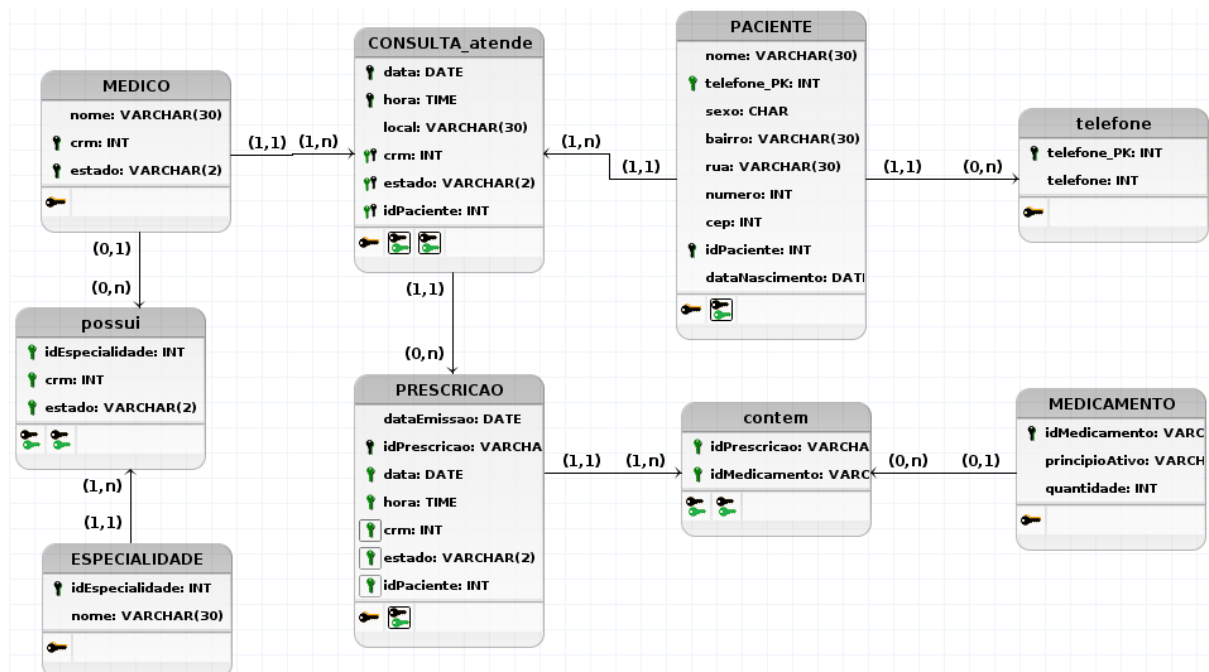 MEDICO
nome: VARCHAR(30)
crm: INT
estado: VARCHAR(2)
(1,1) (1,n)
CONSULTA_atende
data: DATE
hora: TIME
local: VARCHAR(30)
crm: INT
estado: VARCHAR(2)
idPaciente: INT
(1,n)
(1,1)
PACIENTE
nome: VARCHAR(30)
telefone_PK: INT
sexo: CHAR
bairro: VARCHAR(30)
rua: VARCHAR(30)
numero: INT
cep: INT
idPaciente: INT
dataNascimento: DATI
(1,1) (0,n)
telefone
telefone_PK: INT
telefone: INT
(0,1)
(0,n)
possui
idEspecialidade: INT
crm: INT
estado: VARCHAR(2)
(1,n)
(1,1)
ESPECIALIDADE
idEspecialidade: INT
nome: VARCHAR(30)
(1,1)
(0,n)
PRESCRICAO
dataEmissao: DATE
idPrescricao: VARCHA
data: DATE
hora: TIME
crm: INT
estado: VARCHAR(2)
idPaciente: INT
(1,1) (1,n)
contem
idPrescricao: VARCHA
idMedicamento: VARC
(0,n) (0,1)
MEDICAMENTO
idMedicamento: VARC
principioAtivo: VARCH
quantidade: INT